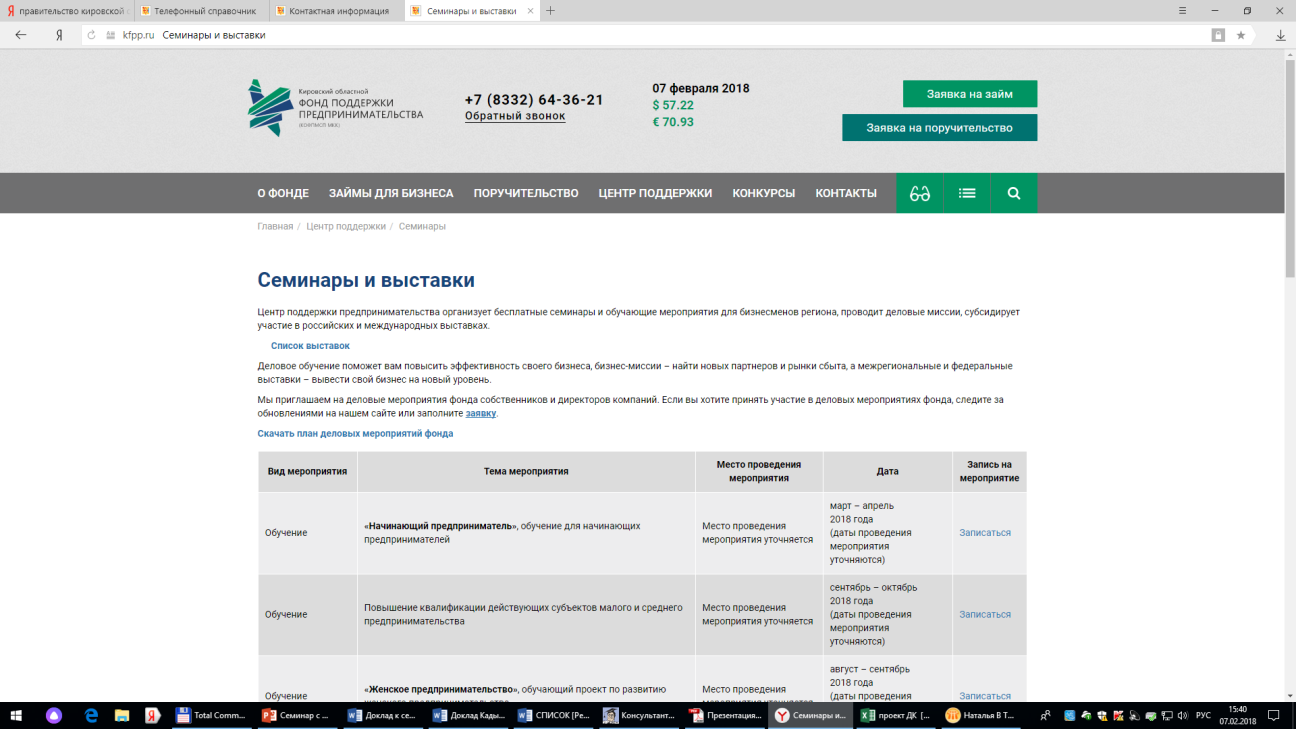 правительство кировской
Телефонный справочник
Контактная информация
Семинары и выставки
kfpp.ru Семинары и выставки
Кировский областной
ФОНД ПОДДЕРЖКИ
ПРЕДПРИНИМАТЕЛЬСТВА
+7 (8332) 64-36-21
Обратный звонок
07 февраля 2018
$ 57.22
€ 70.93
Заявка на займ
Заявка на поручительство
О ФОНДЕ ЗАЙМЫ ДЛЯ БИЗНЕСА ПОРУЧИТЕЛЬСТВО ЦЕНТР ПОДДЕРЖКИ КОНКУРСЫ КОНТАКТЫ
Главная / Центр поддержки / Семинары
Семинары и выставки
Центр поддержки предпринимательства организует бесплатные семинары и обучающие мероприятия для бизнесменов региона, проводит деловые миссии, субсидирует
участие в российских и международных выставках.
Список выставок
Деловое обучение поможет вам повысить эффективность своего бизнеса, бизнес-миссии – найти новых партнеров и рынки сбыта, а межрегиональные и федеральные
выставки – вывести свой бизнес на новый уровень.
Мы приглашаем на деловые мероприятия фонда собственников и директоров компаний. Если вы хотите принять участие в деловых мероприятиях фонда, следите за
обновлениями на нашем сайте или заполните заявку.
Скачать план деловых мероприятий фонда
Вид мероприятия
Тема мероприятия
Место проведения
мероприятия
Дата
Запись на
мероприятие
Обучение
«Начинающий предприниматель», обучение для начинающих
предпринимателей
Место проведения
мероприятия уточняется
март – апрель
2018 года
(даты проведения
мероприятия
уточняются)
Записаться
Обучение
Повышение квалификации действующих субъектов малого и среднего
предпринимательства
Место проведения
мероприятия уточняется
сентябрь – октябрь
2018 года
(даты проведения
мероприятия
уточняются)
Записаться
Обучение
«Женское предпринимательство», обучающий проект по развитию
Место проведения
август – сентябрь
2018 года
(даты проведения
Записаться
Total Comm...
Семинар с ...
Доклад к се...
Доклад Кады...
СПИСОК [Ре...
Консультант...
Презентация...
Семинары и...
проект ДК [...
Наталья В Т...
РУС
15:40
07.02.2018